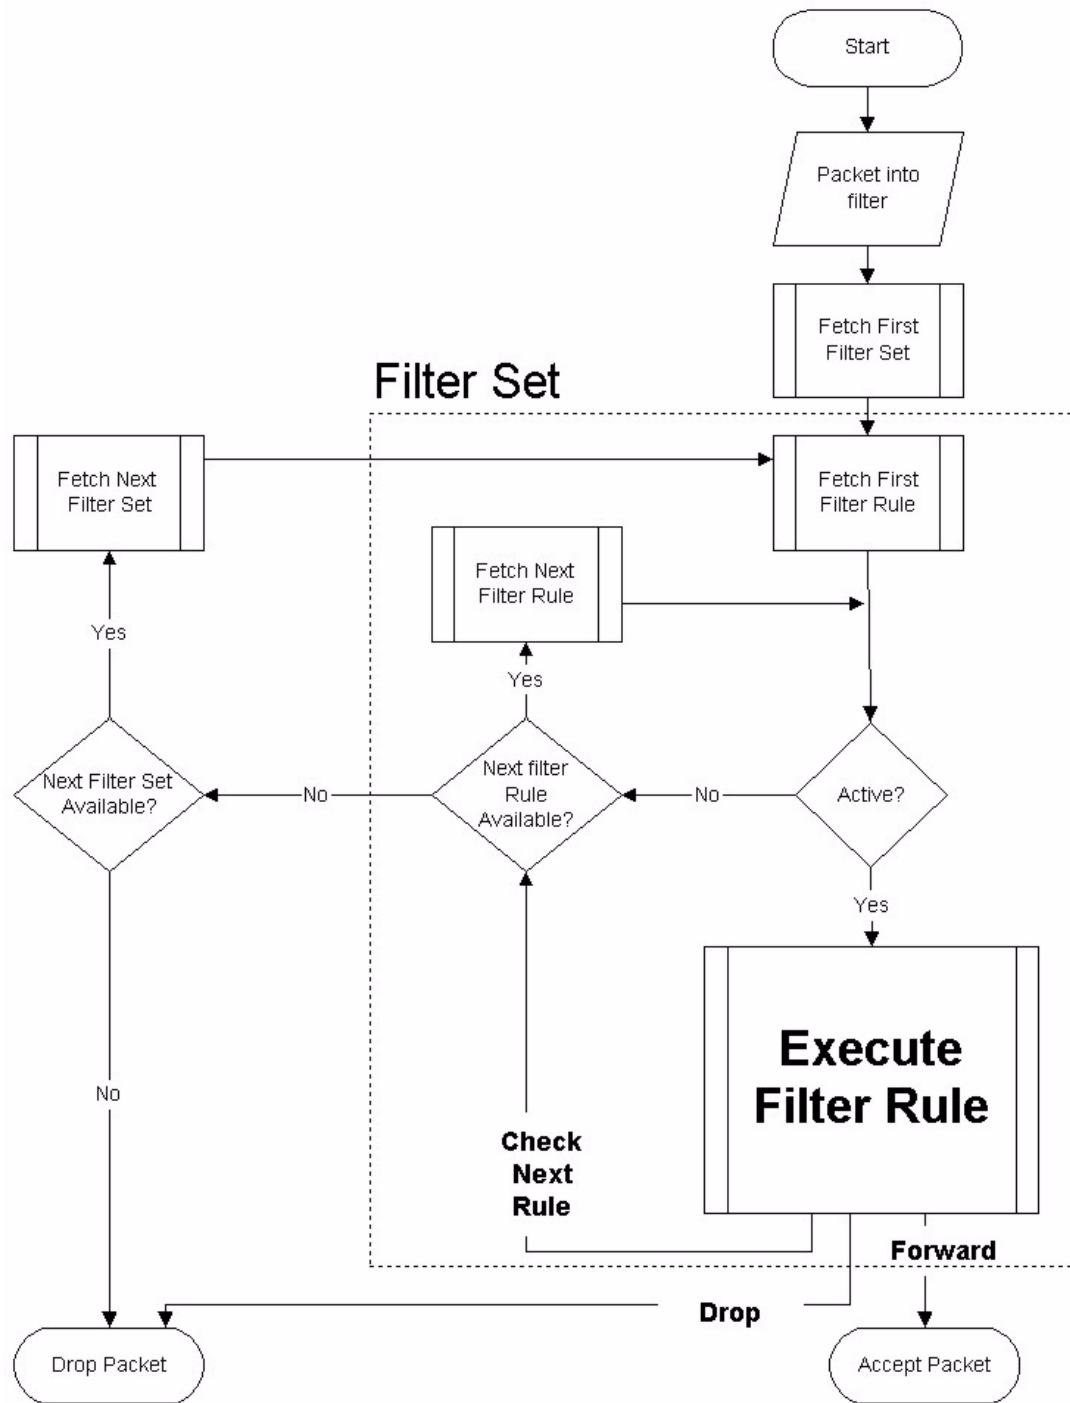 Start
Packet into
filter
Fetch First
Filter Set
Filter Set
Fetch Next
Filter Set
Fetch First
Filter Rule
Fetch Next
Filter Rule
Yes
Yes
Next Filter Set
Available?
No
Next filter
Rule
Available?
No
Active?
Yes
Execute
Filter Rule
No
Check
Next
Rule
Forward
Drop
Drop Packet
Accept Packet